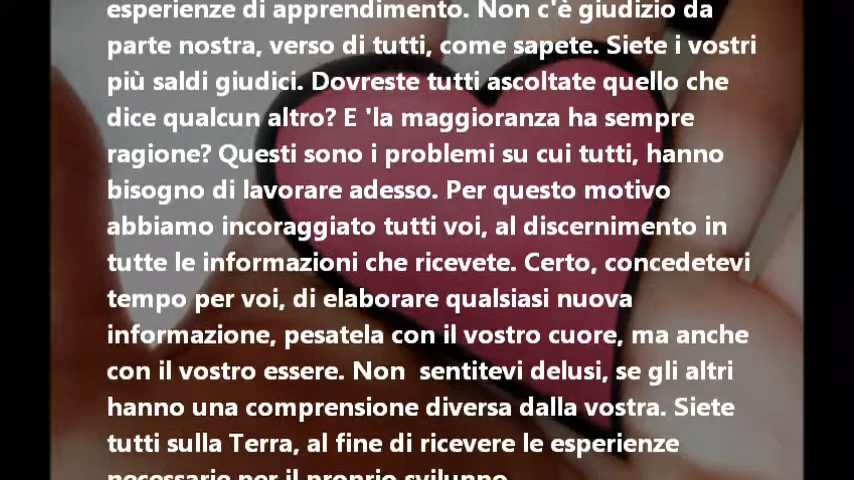 esperienze di apprendimento. Non c'è giudizio da
parte nostra, verso di tutti, come sapete. Siete i vostri
più saldi giudici. Dovreste tutti ascoltate quello che
dice qualcun altro? E 'la maggioranza ha sempre
ragione? Questi sono i problemi su cui tutti, hanno
bisogno di lavorare adesso. Per questo motivo
abbiamo incoraggiato tutti voi, al discernimento in
tutte le informazioni che ricevete. Certo, concedetevi
tempo per voi, di elaborare qualsiasi nuova
informazione, pesatela con il vostro cuore, ma anche
con il vostro essere. Non  sentitevi delusi, se gli altri
hanno una comprensione diversa dalla vostra. Siete
tutti sulla Terra, al fine di ricevere le esperienze
necessarie per il proprio sviluppo